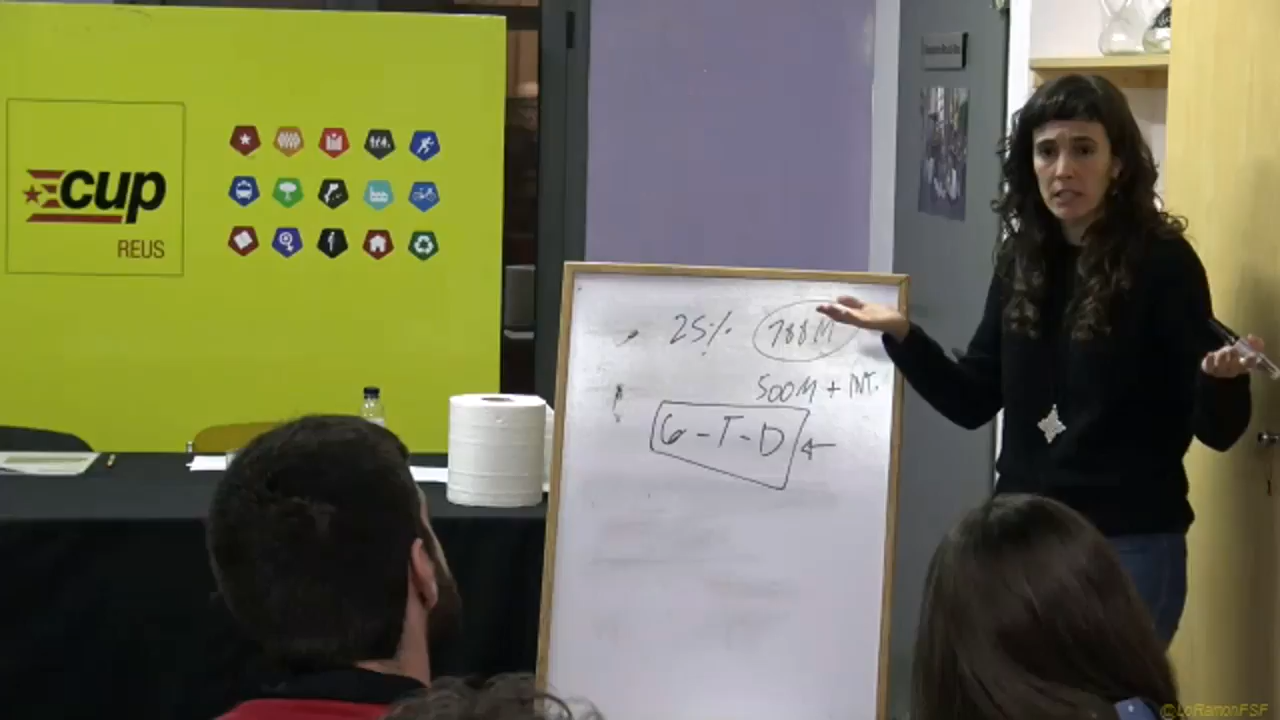 cup
REUS
25%
788M
500M + INT.
G - T - D ←
©LoRamonFSF